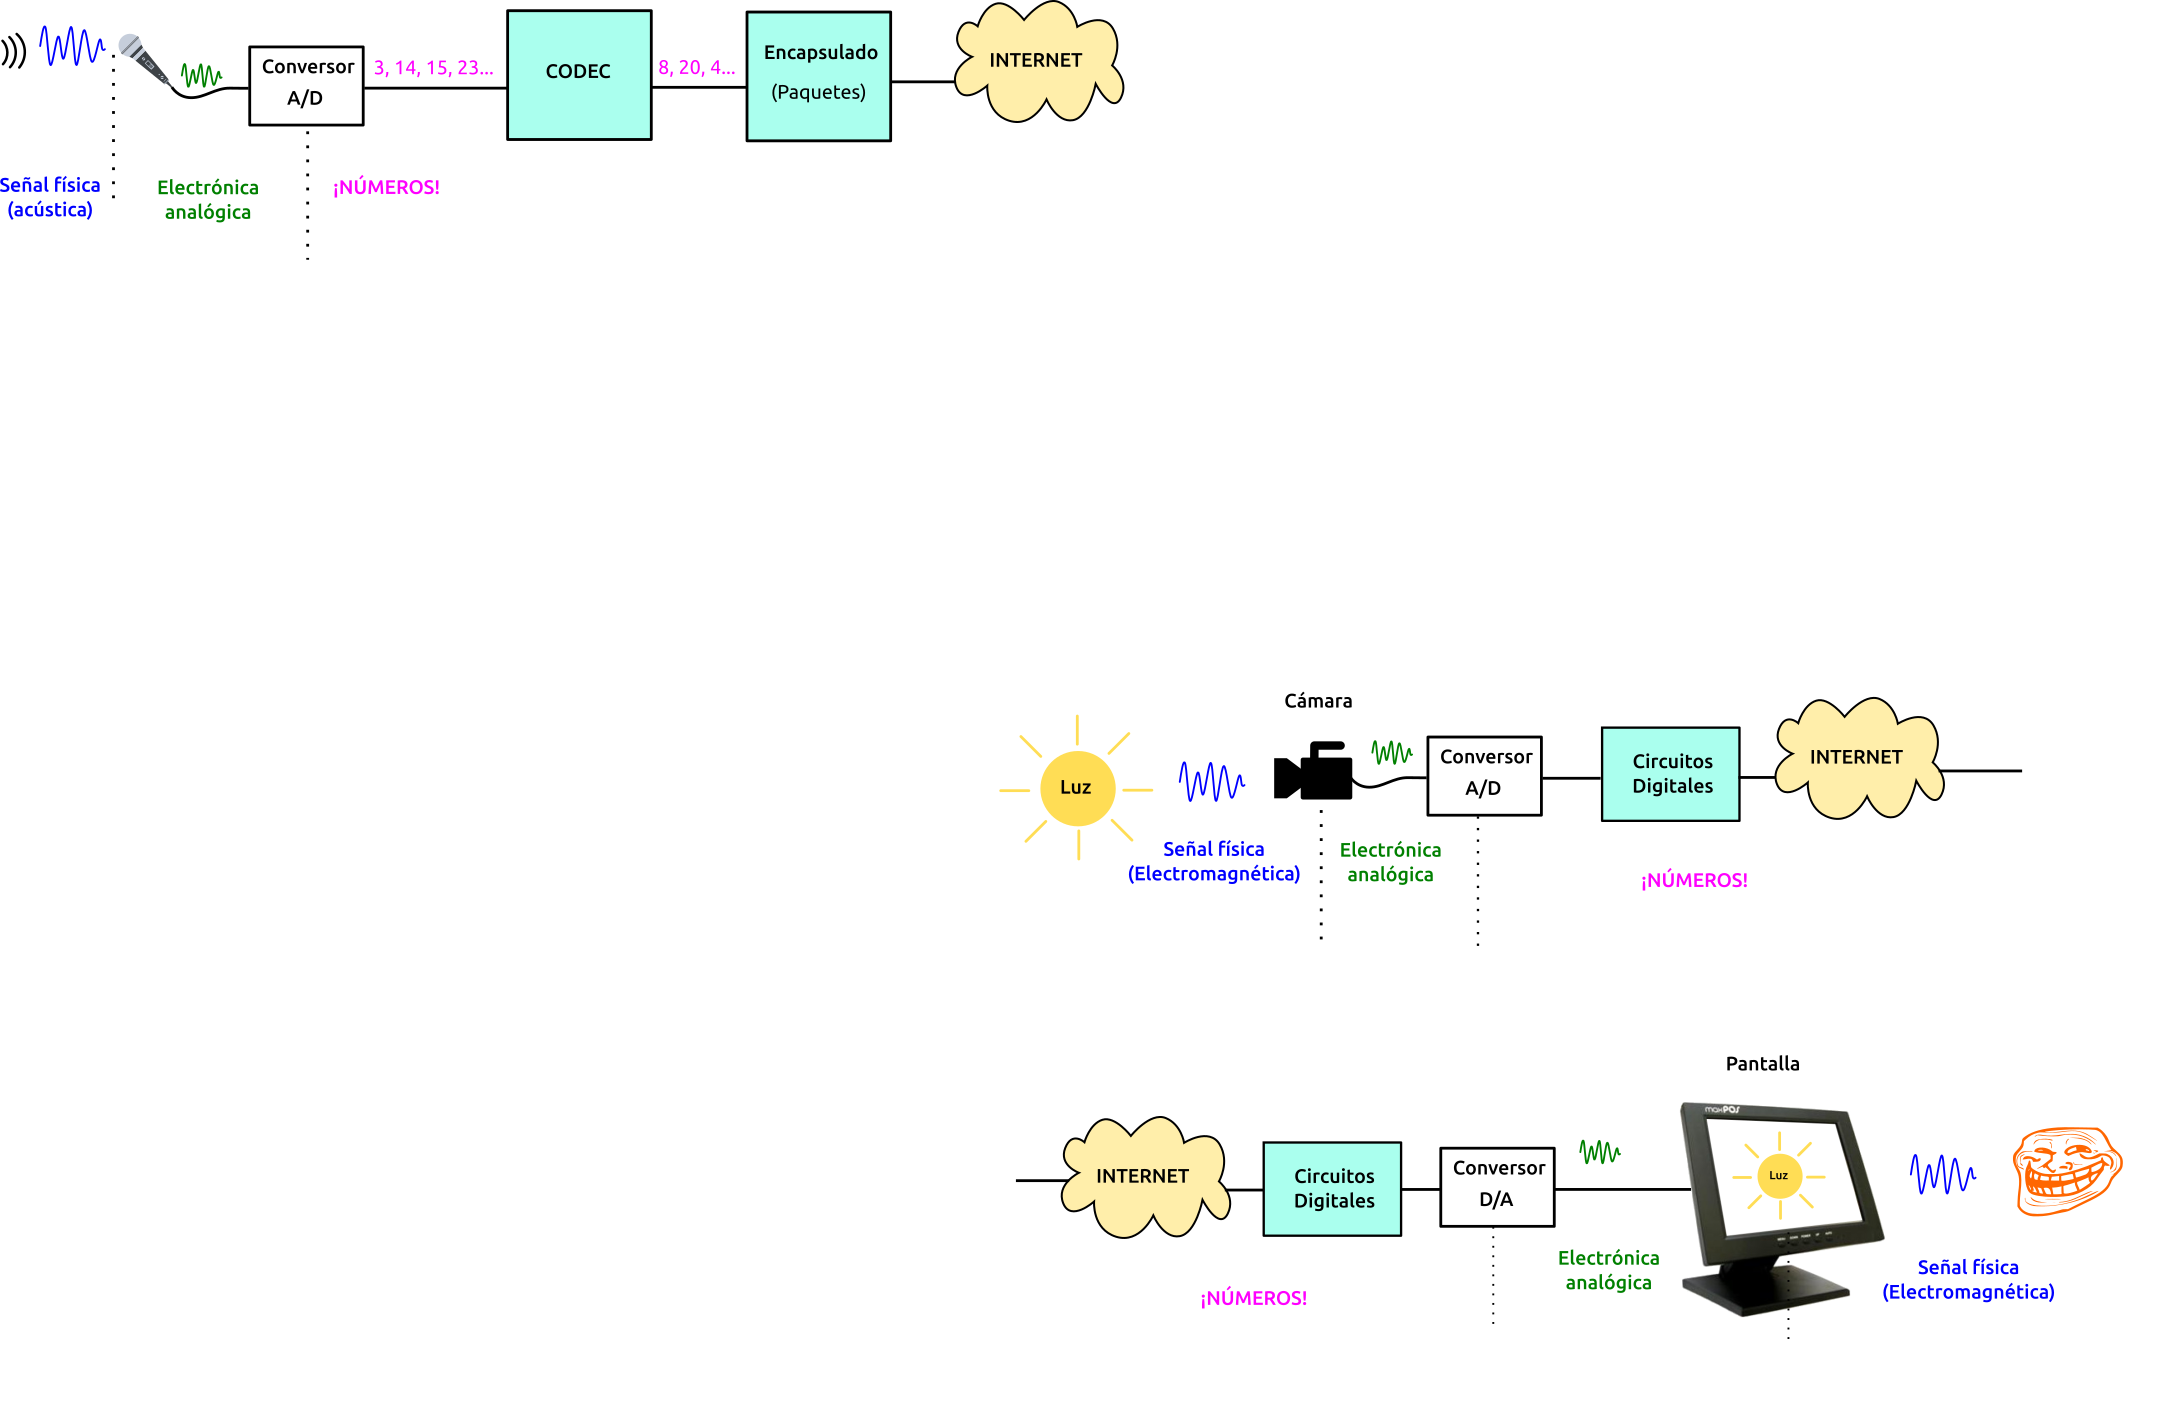 Conversor
A/D
3, 14, 15, 23...
CODEC
8, 20, 4...
Encapsulado
(Paquetes)
INTERNET
Señal física
(acústica)
Electrónica
analógica
¡NÚMEROS!
Cámara
Luz
Conversor
A/D
Circuitos
Digitales
INTERNET
Señal física
(Electromagnética)
Electrónica
analógica
¡NÚMEROS!
Pantalla
INTERNET
Circuitos
Digitales
Conversor
D/A
maxPOS
Luz
Electrónica
analógica
¡NÚMEROS!
Señal física
(Electromagnética)